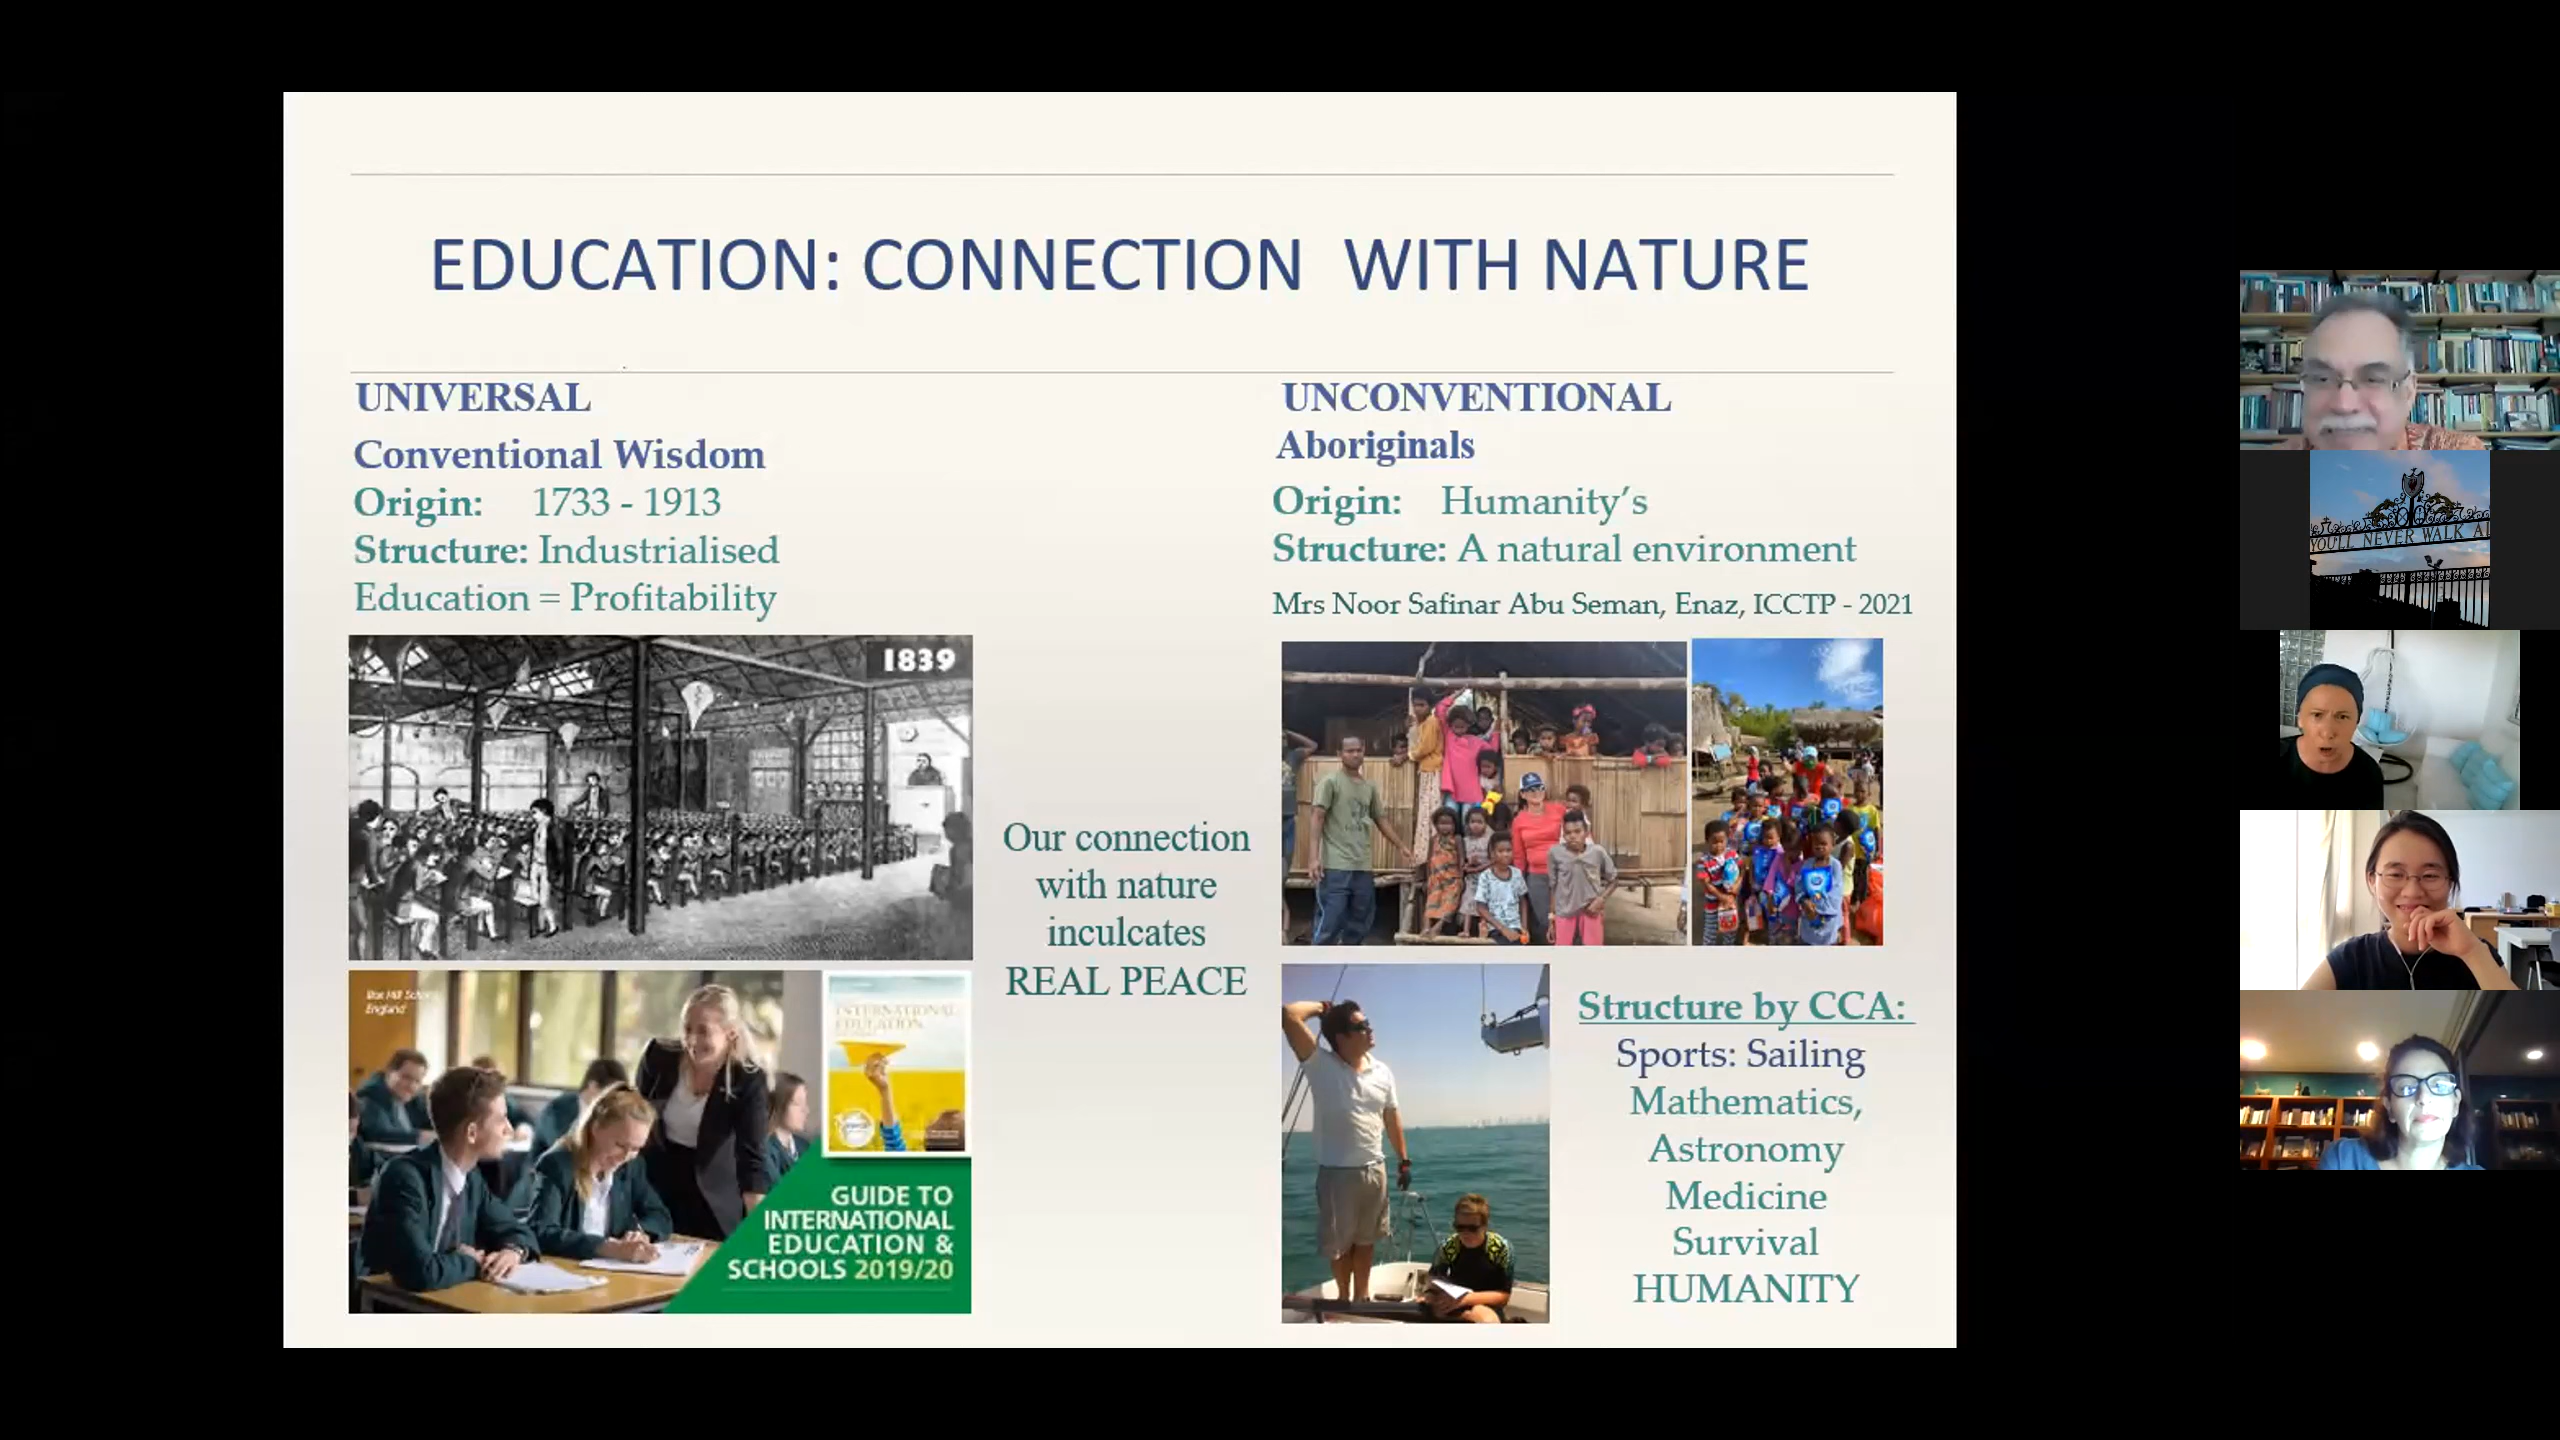 EDUCATION: CONNECTION WITH NATURE
UNIVERSAL
Conventional Wisdom
Origin: 1733 - 1913
Structure: Industrialised
Education = Profitability
1839
England
INTERNATIONAL
EDUCATION
GUIDE TO
INTERNATIONAL
EDUCATION &
SCHOOLS 2019/20
Our connection
with nature
inculcates
REAL PEACE
UNCONVENTIONAL
Aboriginals
Origin: Humanity’s
Structure: A natural environment
Mrs Noor Safinar Abu Seman, Enaz, ICCTP - 2021
Structure by CCA:
Sports: Sailing
Mathematics,
Astronomy
Medicine
Survival
HUMANITY
YOU'LL NEVER WALK AL